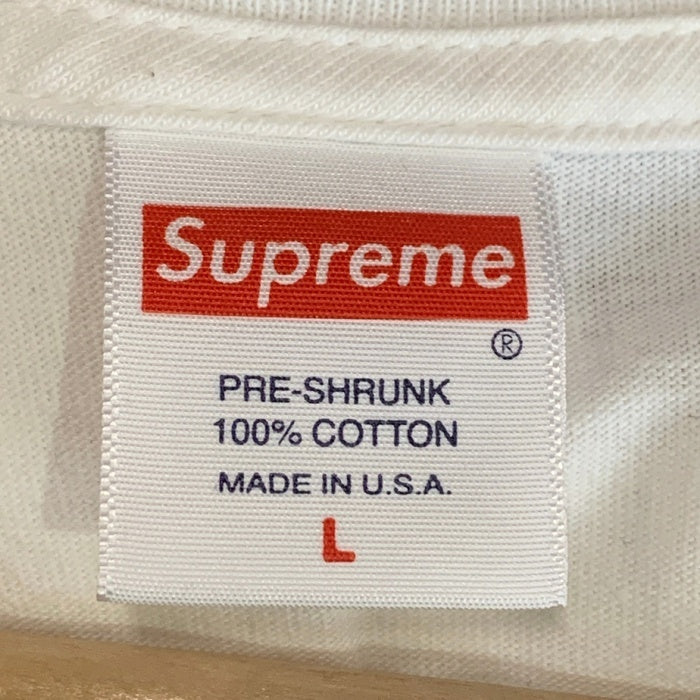 Supreme
®
PRE-SHRUNK
100% COTTON
MADE IN U.S.A.
L